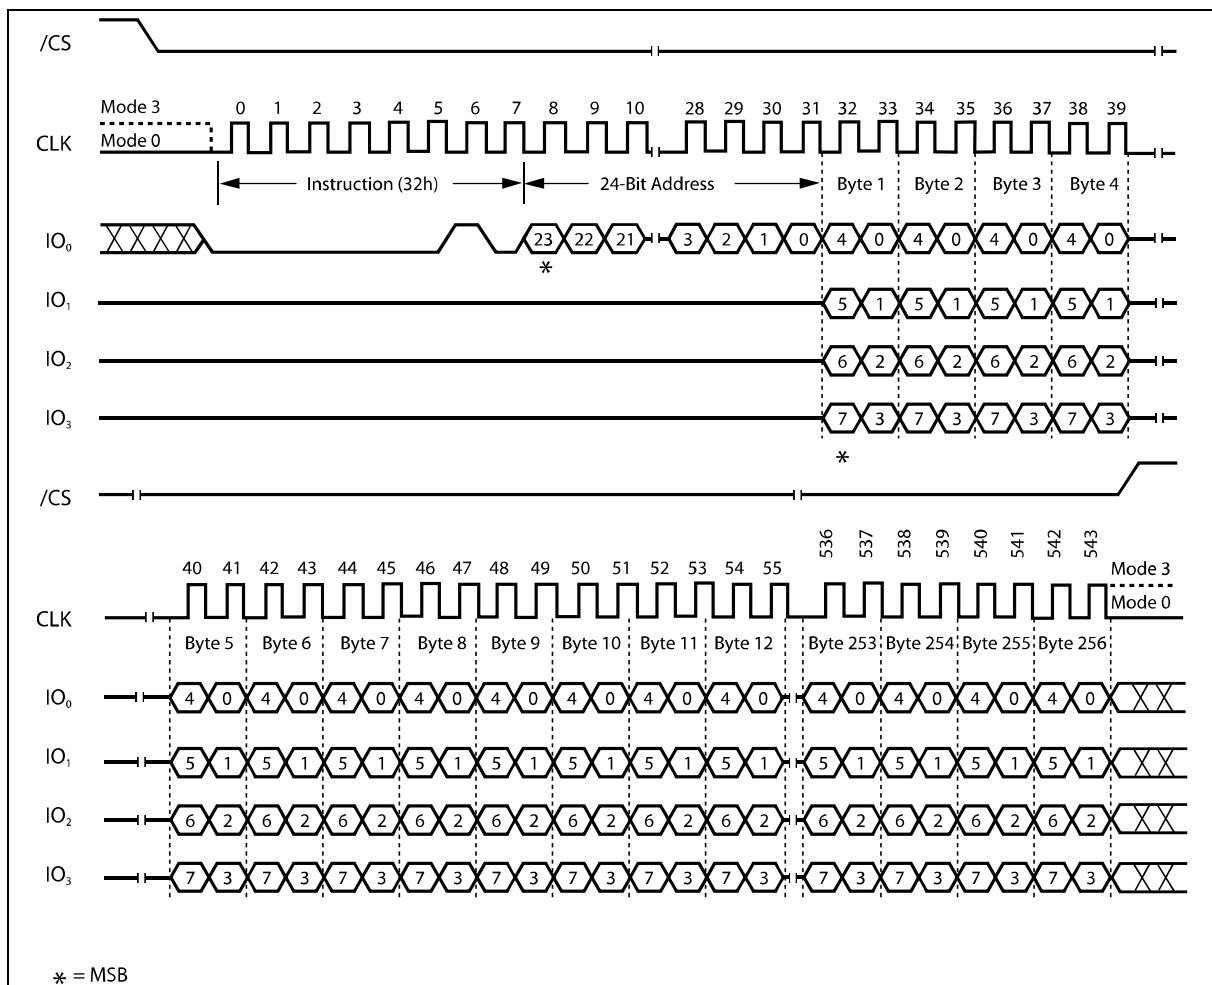 /CS
0 1 2 3 4 5 6 7 8 9 10 28 29 30 31 32 33 34 35 36 37 38 39
Mode 3
CLK Mode 0
Instruction (32h) 24-Bit Address Byte 1 Byte 2 Byte 3 Byte 4
IO₀ 23 22 21 3 2 1 0 4 0 4 0 4 0 4 0
*
IO₁ 5 1 5 1 5 1 5 1
IO₂ 6 2 6 2 6 2 6 2
IO₃ 7 3 7 3 7 3 7 3
*
/CS
40 41 42 43 44 45 46 47 48 49 50 51 52 53 54 55 536 537 538 539 540 541 542 543
Mode 3
CLK Mode 0
Byte 5 Byte 6 Byte 7 Byte 8 Byte 9 Byte 10 Byte 11 Byte 12 Byte 253 Byte 254 Byte 255 Byte 256
IO₀ 4 0 4 0 4 0 4 0 4 0 4 0 4 0 4 0 4 0 4 0 4 0 4 0
IO₁ 5 1 5 1 5 1 5 1 5 1 5 1 5 1 5 1 5 1 5 1 5 1 5 1
IO₂ 6 2 6 2 6 2 6 2 6 2 6 2 6 2 6 2 6 2 6 2 6 2 6 2
IO₃ 7 3 7 3 7 3 7 3 7 3 7 3 7 3 7 3 7 3 7 3 7 3 7 3
* = MSB